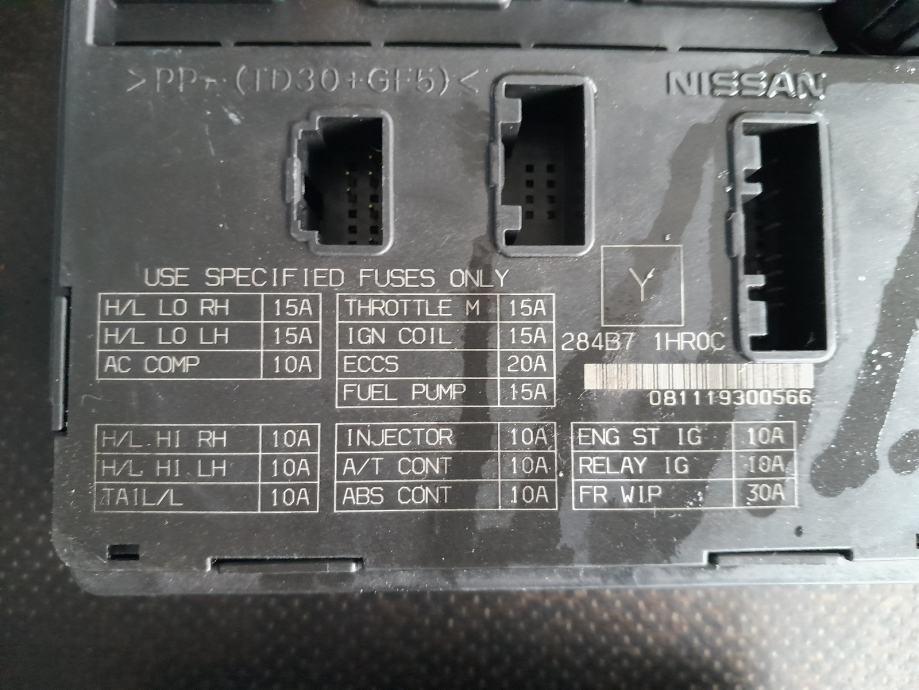 >PP-(TD30+GF5)<
NISSAN
USE SPECIFIED FUSES ONLY
H/L LO RH 15A
H/L LO LH 15A
AC COMP 10A
THROTTLE M 15A
IGN COIL 15A
ECCS 20A
FUEL PUMP 15A
Y
284B7 1HR0C
081119300566
H/L HI RH 10A
H/L HI LH 10A
TAIL/L 10A
INJECTOR 10A
A/T CONT 10A
ABS CONT 10A
ENG ST IG 10A
RELAY IG 10A
FR WIP 30A